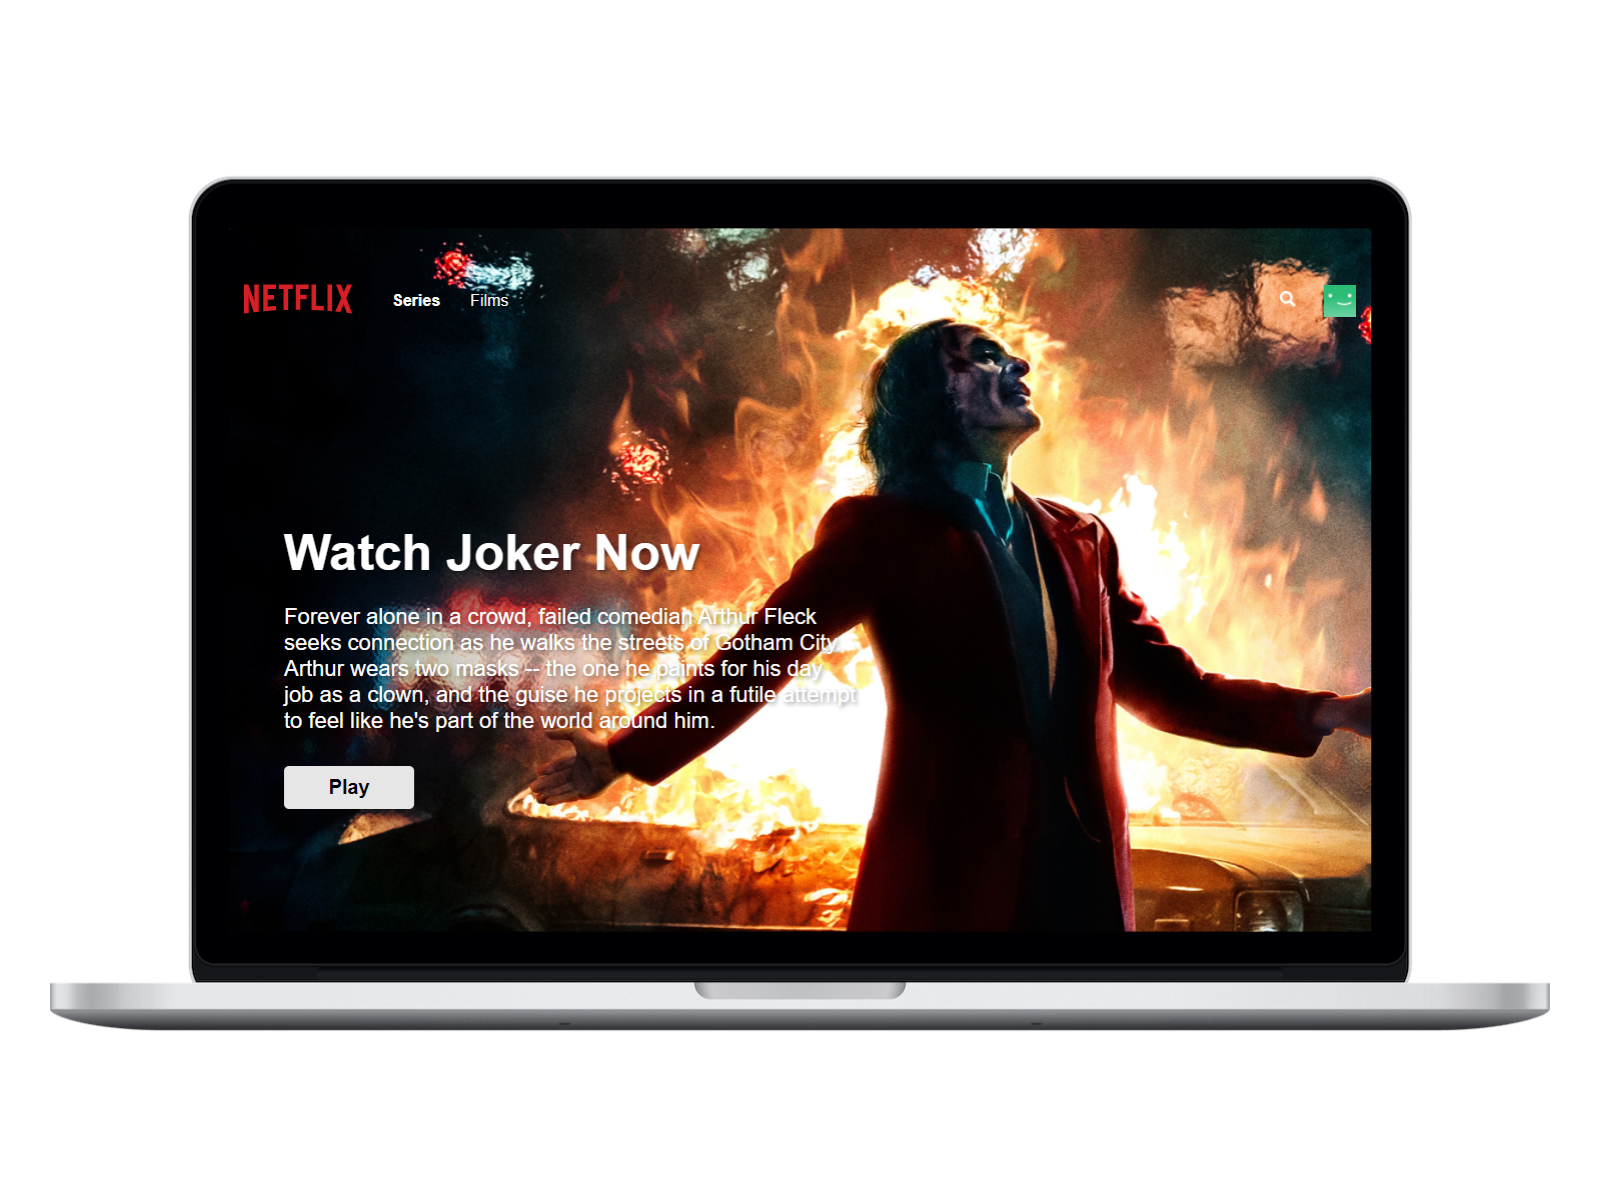 NETFLIX Series Films
Watch Joker Now
Forever alone in a crowd, failed comedian Arthur Fleck
seeks connection as he walks the streets of Gotham City.
Arthur wears two masks -- the one he paints for his day
job as a clown, and the guise he projects in a futile attempt
to feel like he's part of the world around him.
Play